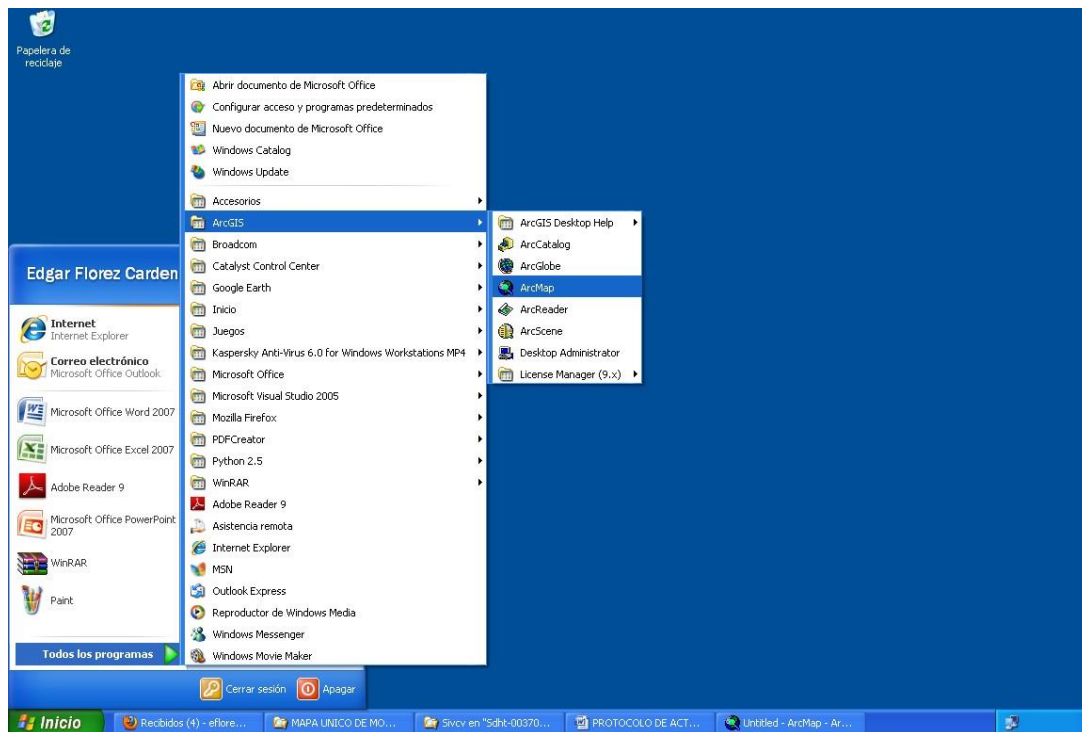 Papelera de
reciclaje
Abrir documento de Microsoft Office
Configurar acceso y programas predeterminados
Nuevo documento de Microsoft Office
Windows Catalog
Windows Update
Accesorios
ArcGIS
Broadcom
Catalyst Control Center
Google Earth
Inicio
Juegos
Kaspersky Anti-Virus 6.0 for Windows Workstations MP4
Microsoft Office
Microsoft Visual Studio 2005
Mozilla Firefox
PDFCreator
Python 2.5
WinRAR
Adobe Reader 9
Asistencia remota
Internet Explorer
MSN
Outlook Express
Reproductor de Windows Media
Windows Messenger
Windows Movie Maker
ArcGIS Desktop Help
ArcCatalog
ArcGlobe
ArcMap
ArcReader
ArcScene
Desktop Administrator
License Manager (9.x)
Edgar Florez Carden
Internet
Internet Explorer
Correo electrónico
Microsoft Office Outlook
Microsoft Office Word 2007
Microsoft Office Excel 2007
Adobe Reader 9
Microsoft Office PowerPoint
2007
WinRAR
Paint
Todos los programas
Cerrar sesión
Apagar
Inicio
Recibidos (4) - eflore...
MAPA UNICO DE MO...
Sivcv en "Sdht-00370...
PROTOCOLO DE ACT...
Untitled - ArcMap - Ar...